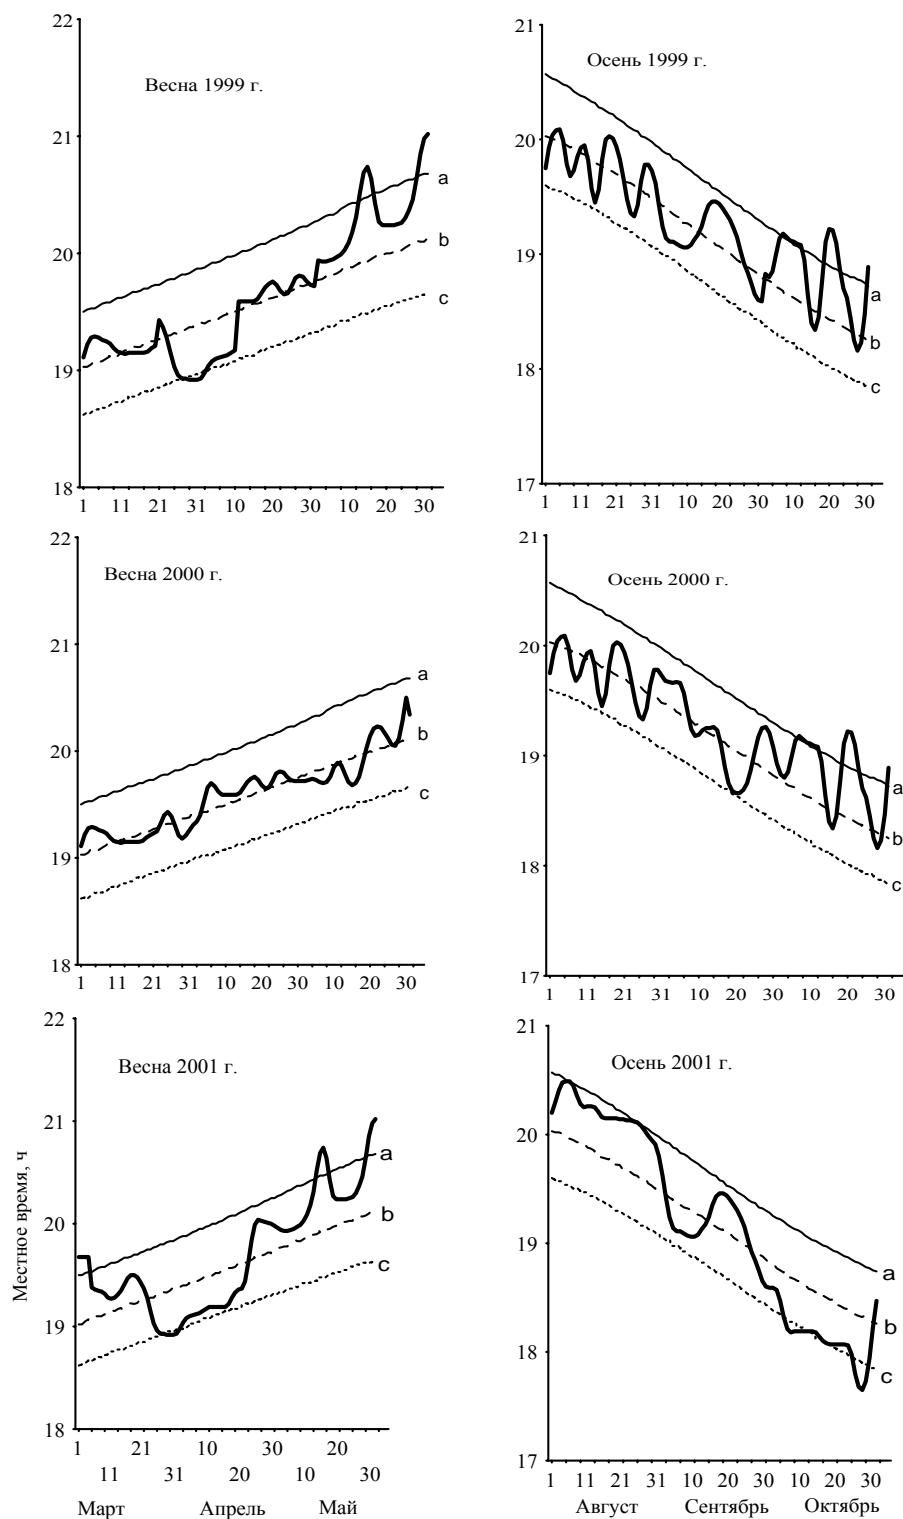 22
Весна 1999 г.
21
a
20
b
c
19
18
1 11 21 31 10 20 30 10 20 30
21
Осень 1999 г.
20
19
a
b
18
c
17
1 11 21 31 10 20 30 10 20 30
22
Весна 2000 г.
21
a
20
b
c
19
18
1 11 21 31 10 20 30 10 20 30
21
Осень 2000 г.
20
19
a
b
18
c
17
1 11 21 31 10 20 30 10 20 30
Местное время, ч
22
Весна 2001 г.
21
a
20
b
c
19
18
1 21 10 30 20
11 31 20 10 30
Март Апрель Май
21
Осень 2001 г.
20
19
a
b
18
c
17
1 11 21 31 10 20 30 10 20 30
Август Сентябрь Октябрь